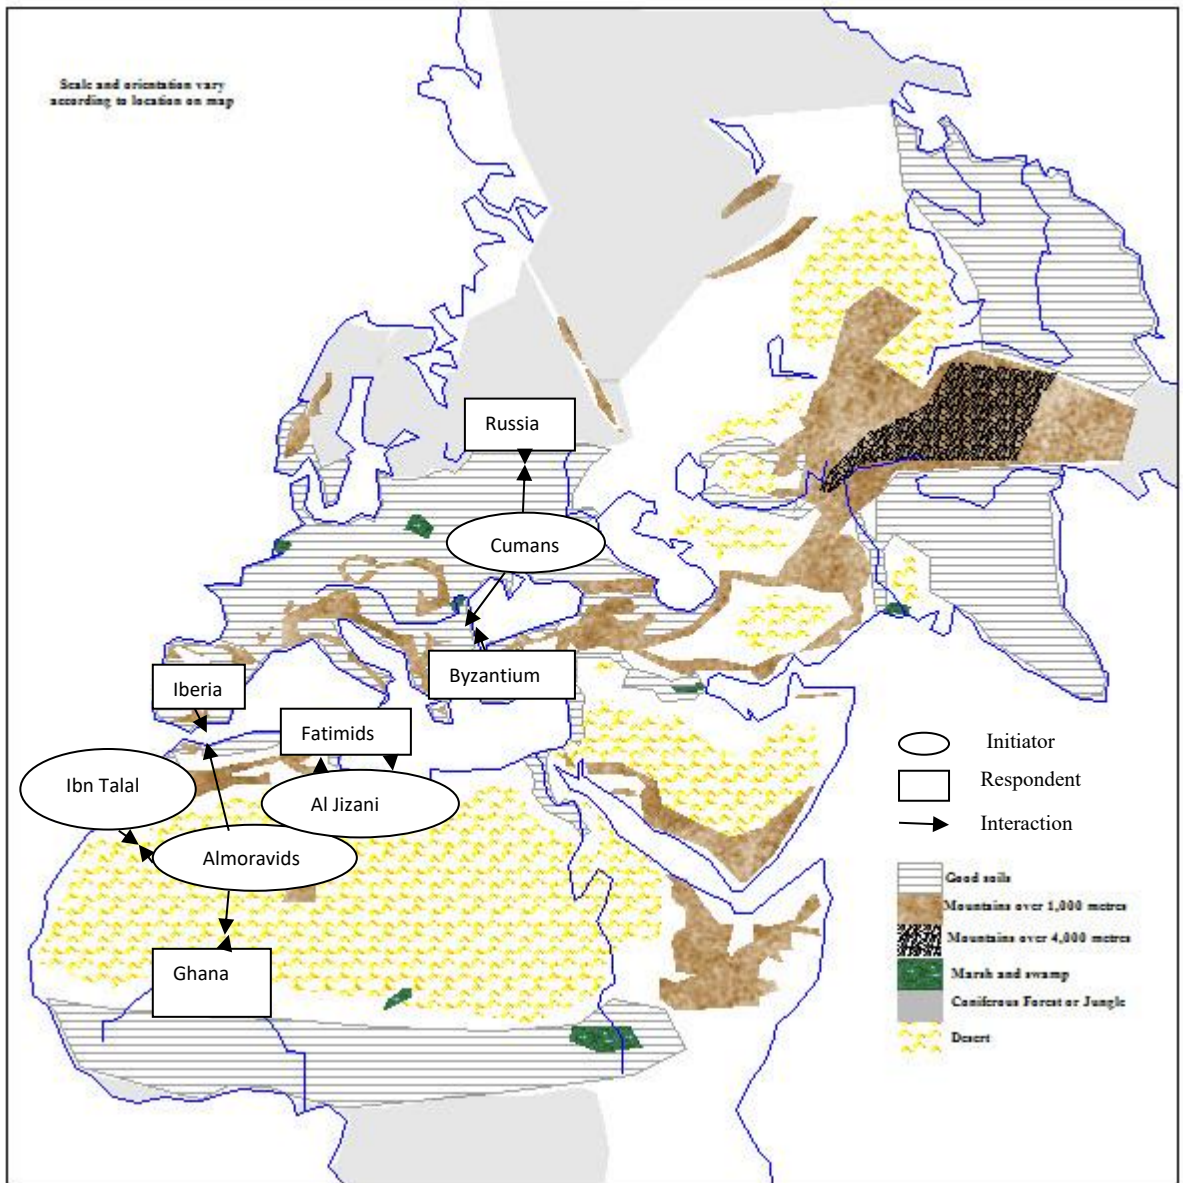 Scale and orientation vary
according to location on map
Russia
Cumans
Byzantium
Iberia
Fatimids
Ibn Talal
Al Jizani
Almoravids
Ghana
Initiator
Respondent
Interaction
Good soils
Mountains over 1,000 metres
Mountains over 4,000 metres
Marsh and swamp
Coniferous Forest or Jungle
Desert